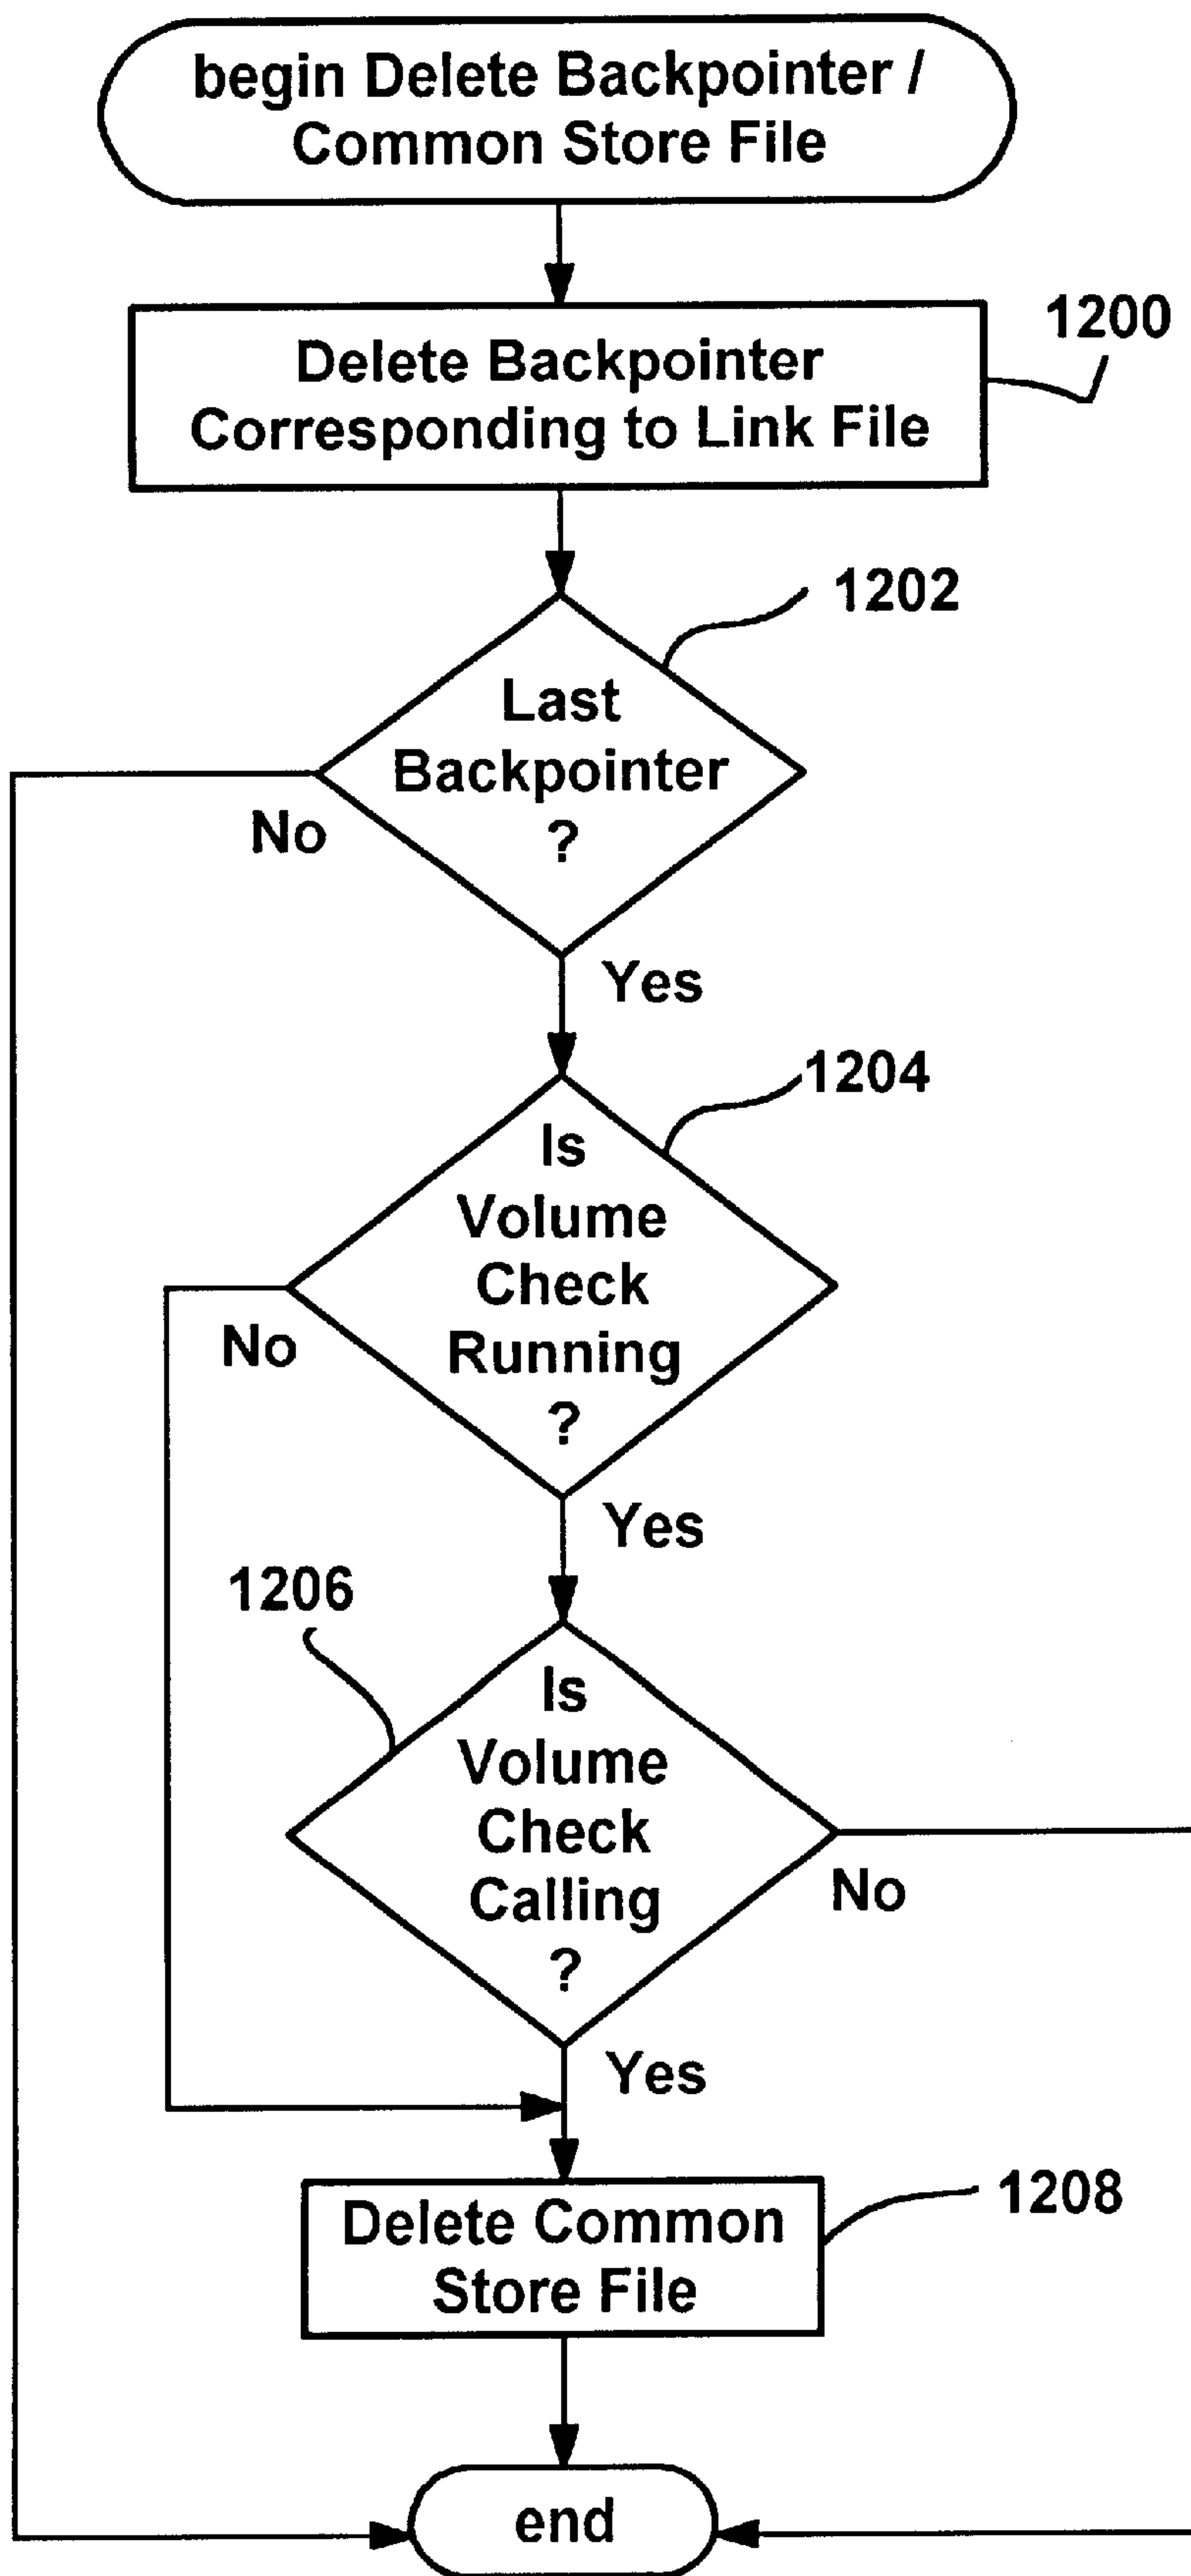 begin Delete Backpointer /
Common Store File
1200
Delete Backpointer
Corresponding to Link File
1202
Last
Backpointer
?
No
Yes
1204
Is
Volume
Check
Running
?
No
Yes
1206
Is
Volume
Check
Calling
?
No
Yes
1208
Delete Common
Store File
end